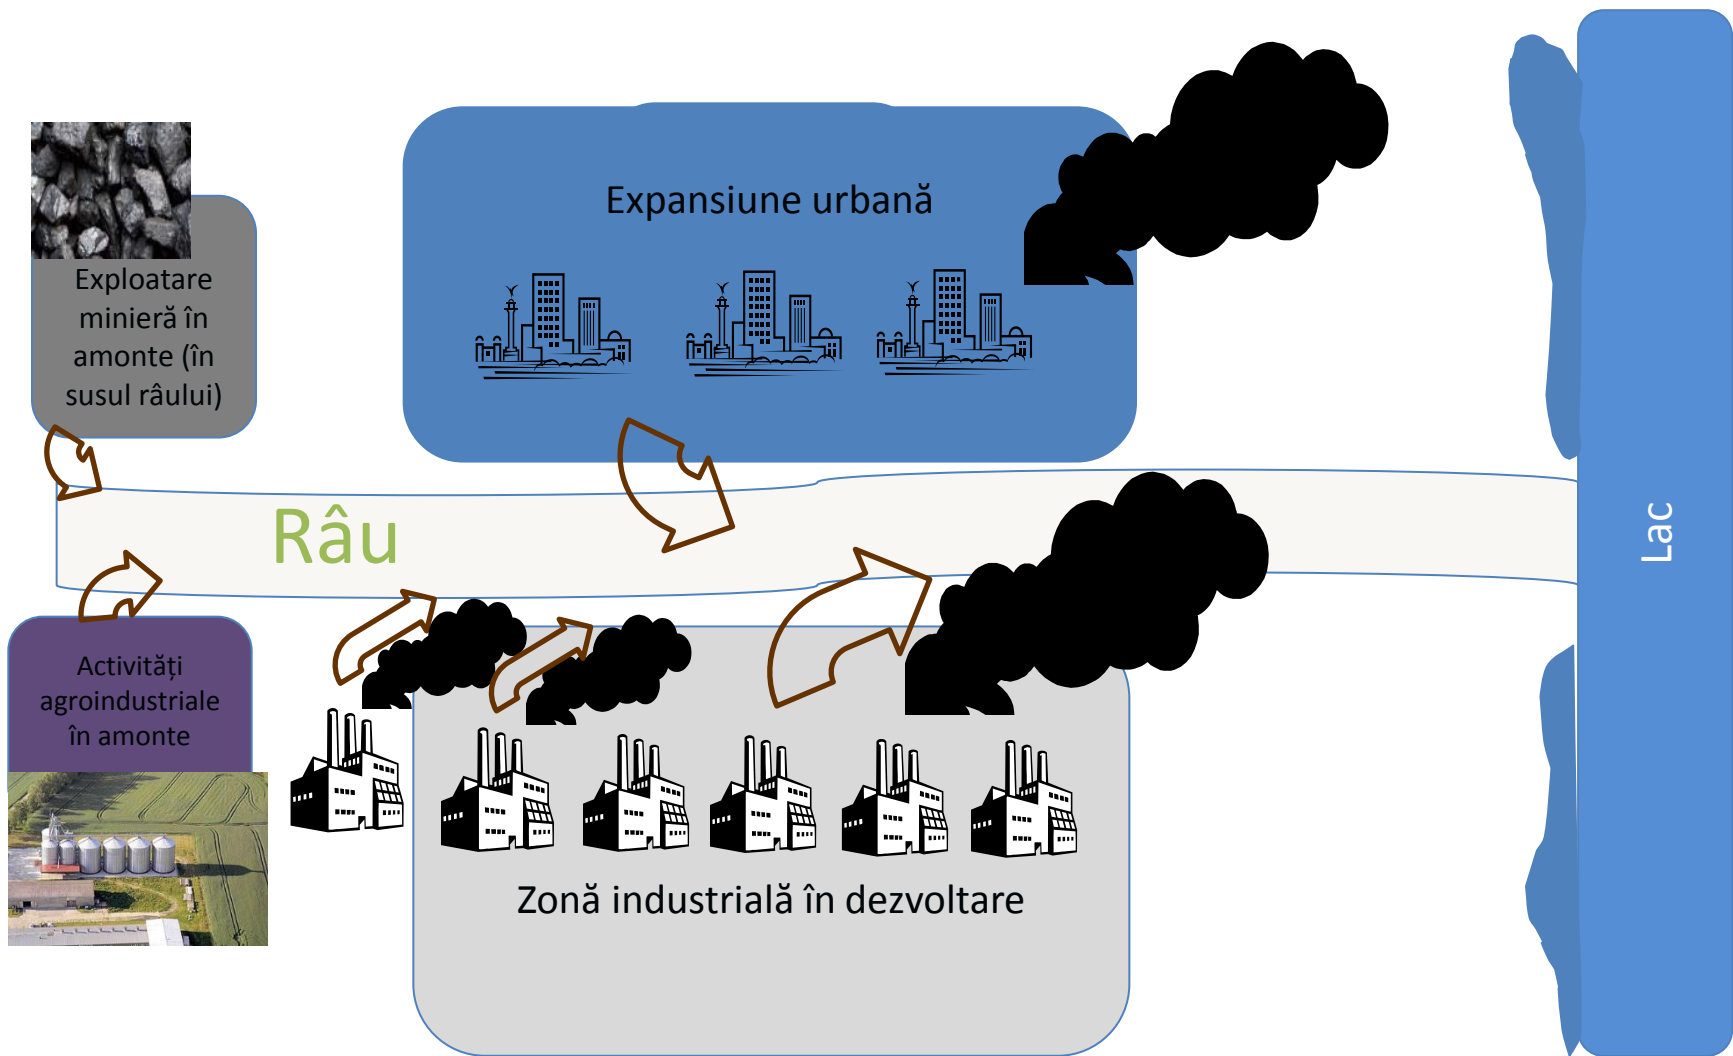 Expansiune urbană
Exploatare
minieră în
amonte (în
susul râului)
Râu
Lac
Activități
agroindustriale
în amonte
Zonă industrială în dezvoltare